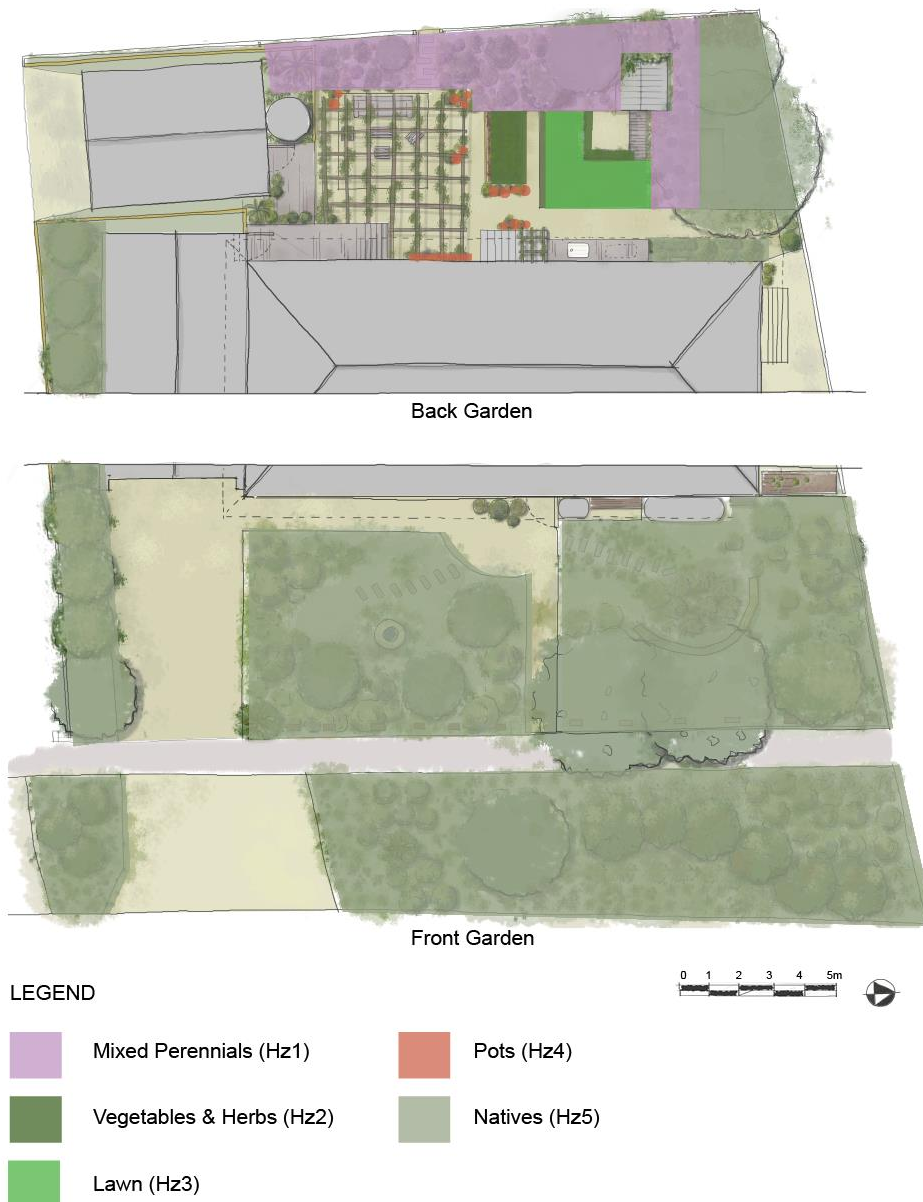 Back Garden
Front Garden
LEGEND
0 1 2 3 4 5m
Mixed Perennials (Hz1)
Pots (Hz4)
Vegetables & Herbs (Hz2)
Natives (Hz5)
Lawn (Hz3)